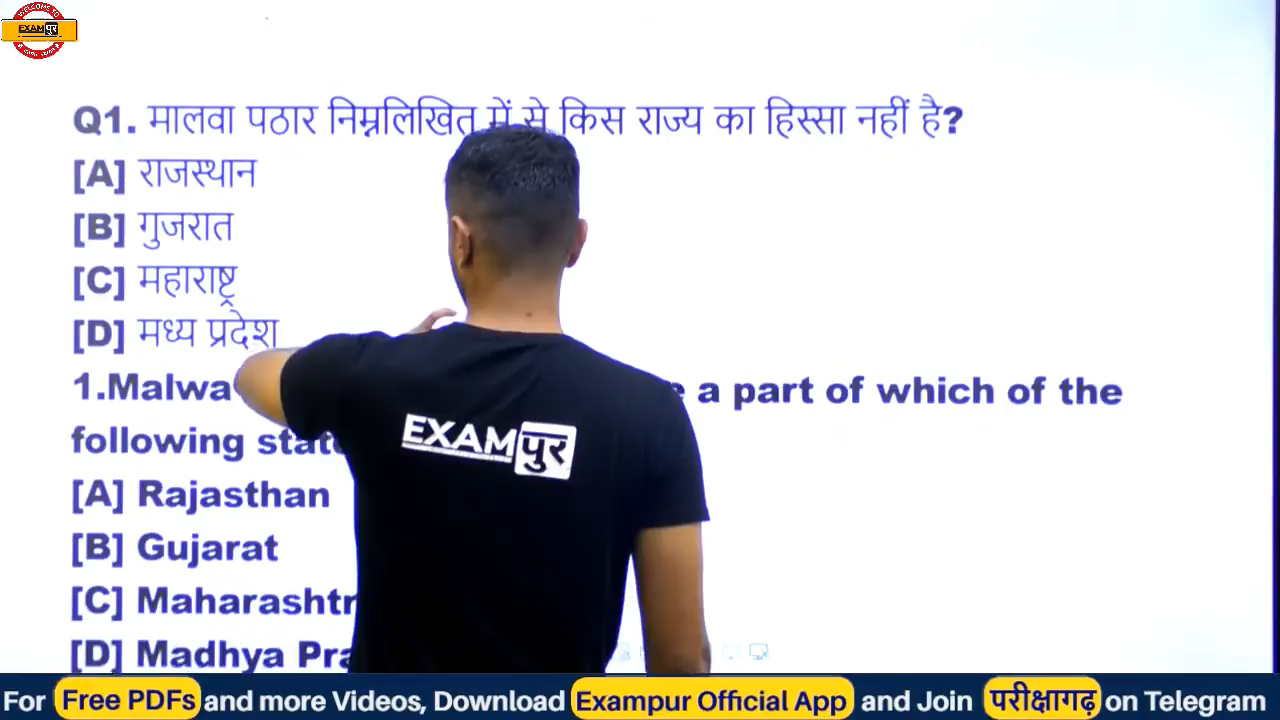 WELCOME TO
EXAMपुर
Q1. मालवा पठार निम्नलिखित में से किस राज्य का हिस्सा नहीं है?
[A] राजस्थान
[B] गुजरात
[C] महाराष्ट्र
[D] मध्य प्रदेश
1.Malwa a part of which of the
following
[A] Rajasthan
[B] Gujarat
[C] Maharashtr
[D] Madhya Pra
EXAMपुर
For Free PDFs and more Videos, Download Exampur Official App and Join परीक्षागढ़ on Telegram